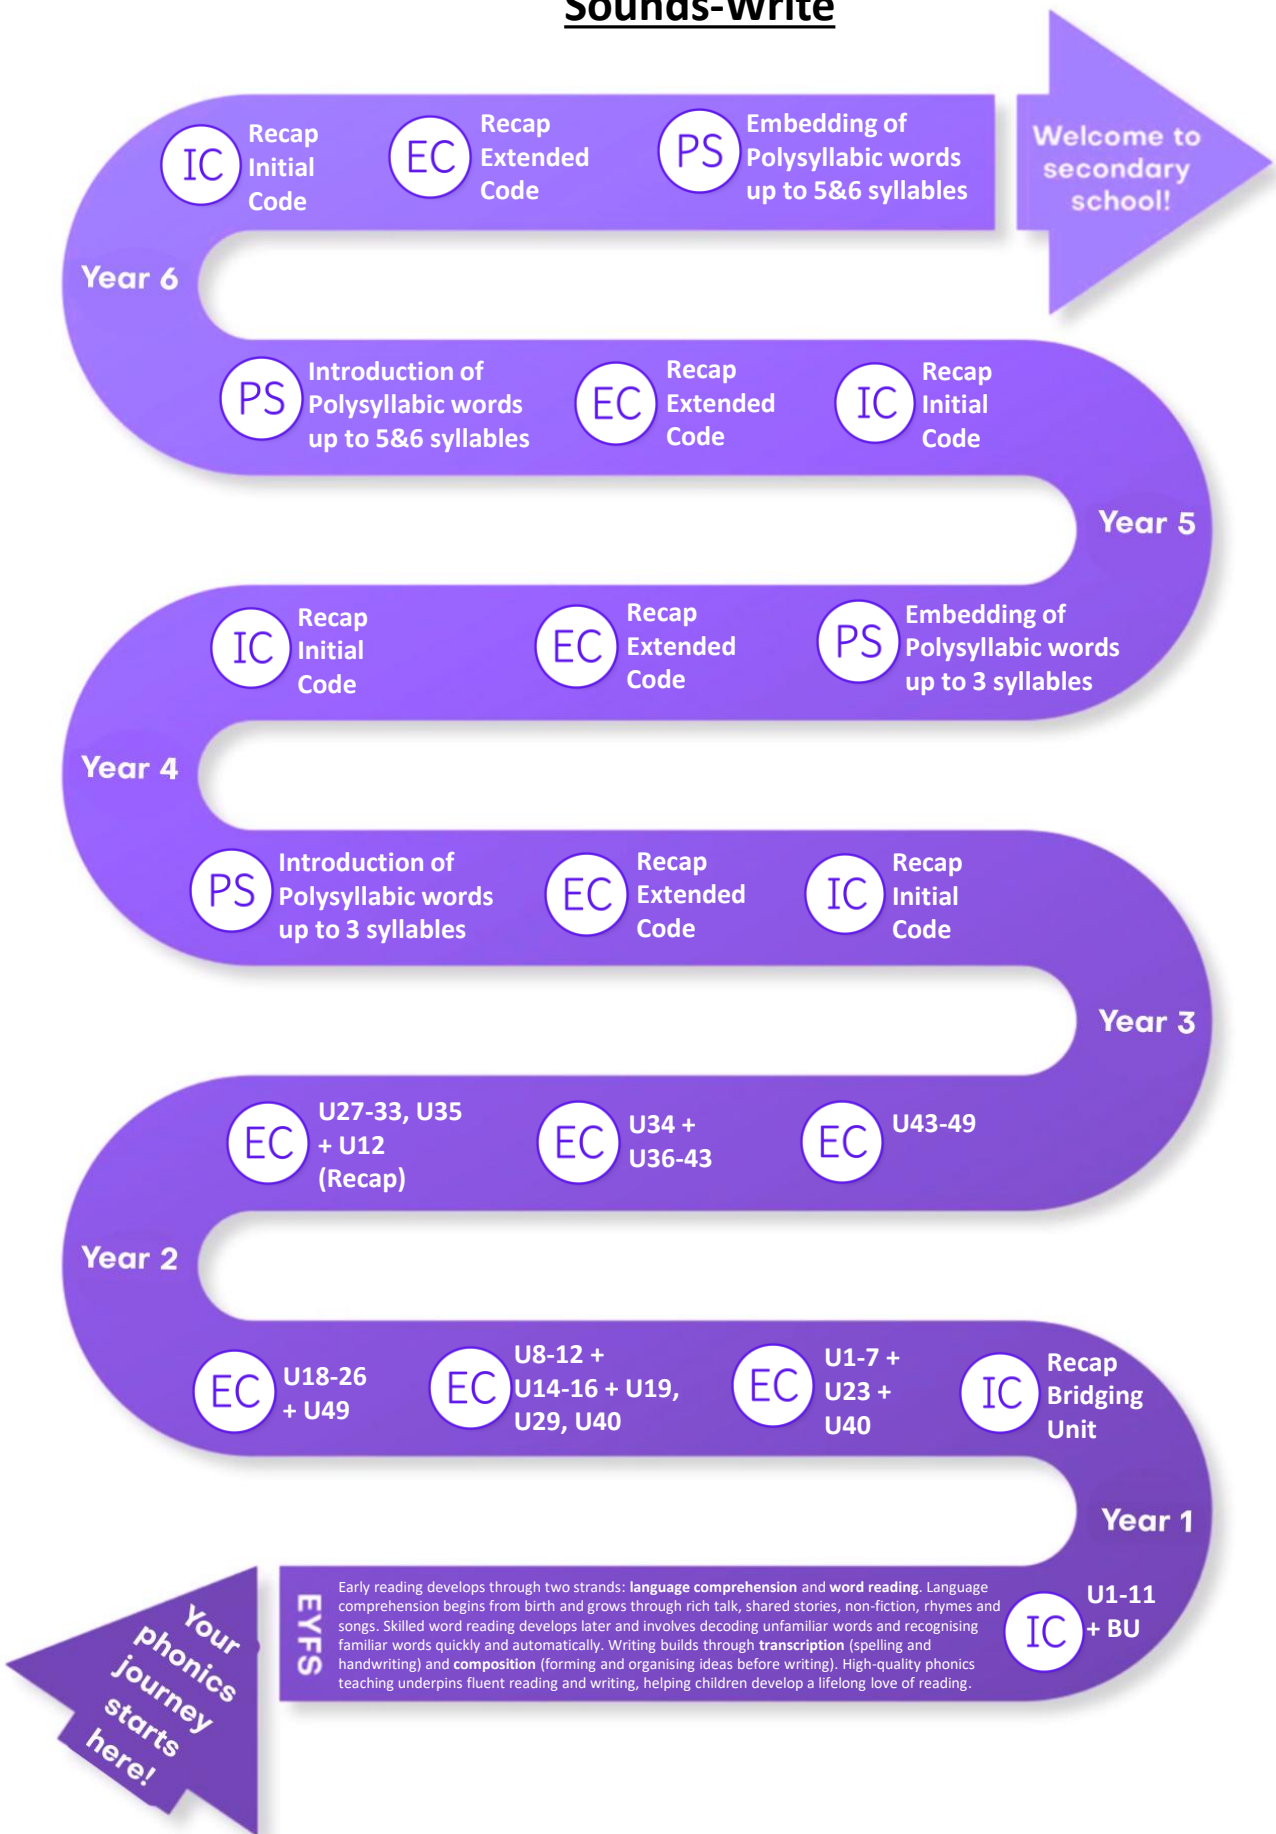 Sounds-Write
IC
Recap
Initial
Code
EC
Recap
Extended
Code
PS
Embedding of
Polysyllabic words
up to 5&6 syllables
Welcome to
secondary
school!
Year 6
PS
Introduction of
Polysyllabic words
up to 5&6 syllables
EC
Recap
Extended
Code
IC
Recap
Initial
Code
Year 5
IC
Recap
Initial
Code
EC
Recap
Extended
Code
PS
Embedding of
Polysyllabic words
up to 3 syllables
Year 4
PS
Introduction of
Polysyllabic words
up to 3 syllables
EC
Recap
Extended
Code
IC
Recap
Initial
Code
Year 3
EC
U27-33, U35
+ U12
(Recap)
EC
U34 +
U36-43
EC
U43-49
Year 2
EC
U18-26
+ U49
EC
U8-12 +
U14-16 + U19,
U29, U40
EC
U1-7 +
U23 +
U40
IC
Recap
Bridging
Unit
Year 1
EYFS
Early reading develops through two strands: language comprehension and word reading. Language
comprehension begins from birth and grows through rich talk, shared stories, non-fiction, rhymes and
songs. Skilled word reading develops later and involves decoding unfamiliar words and recognising
familiar words quickly and automatically. Writing builds through transcription (spelling and
handwriting) and composition (forming and organising ideas before writing). High-quality phonics
teaching underpins fluent reading and writing, helping children develop a lifelong love of reading.
IC
U1-11
+ BU
Your
phonics
journey
starts
here!